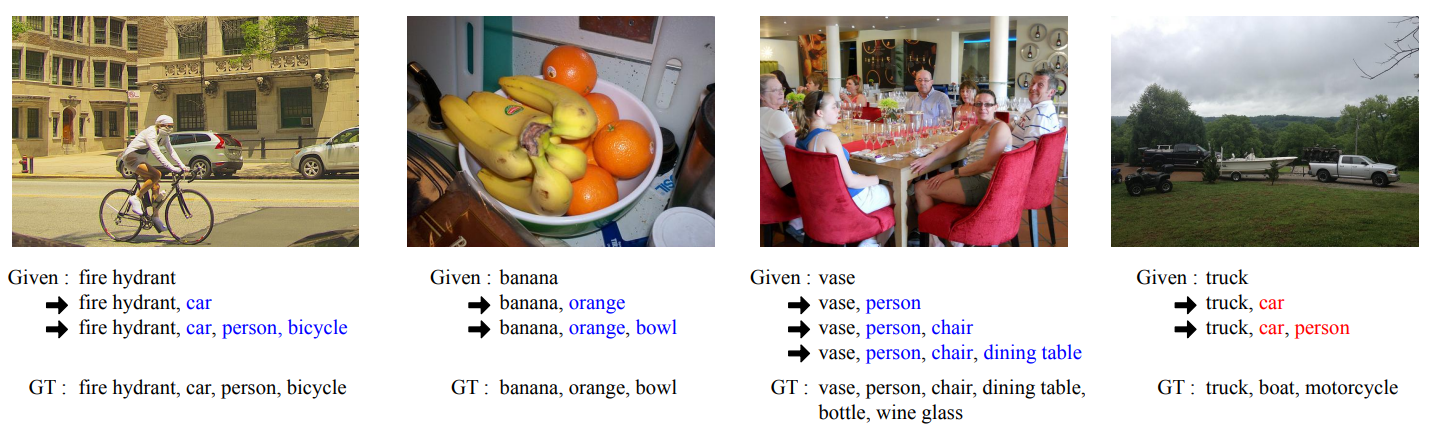 Given : fire hydrant
➔ fire hydrant, car
➔ fire hydrant, car, person, bicycle
GT : fire hydrant, car, person, bicycle
Given : banana
➔ banana, orange
➔ banana, orange, bowl
GT : banana, orange, bowl
Given : vase
➔ vase, person
➔ vase, person, chair
➔ vase, person, chair, dining table
GT : vase, person, chair, dining table,
bottle, wine glass
Given : truck
➔ truck, car
➔ truck, car, person
GT : truck, boat, motorcycle